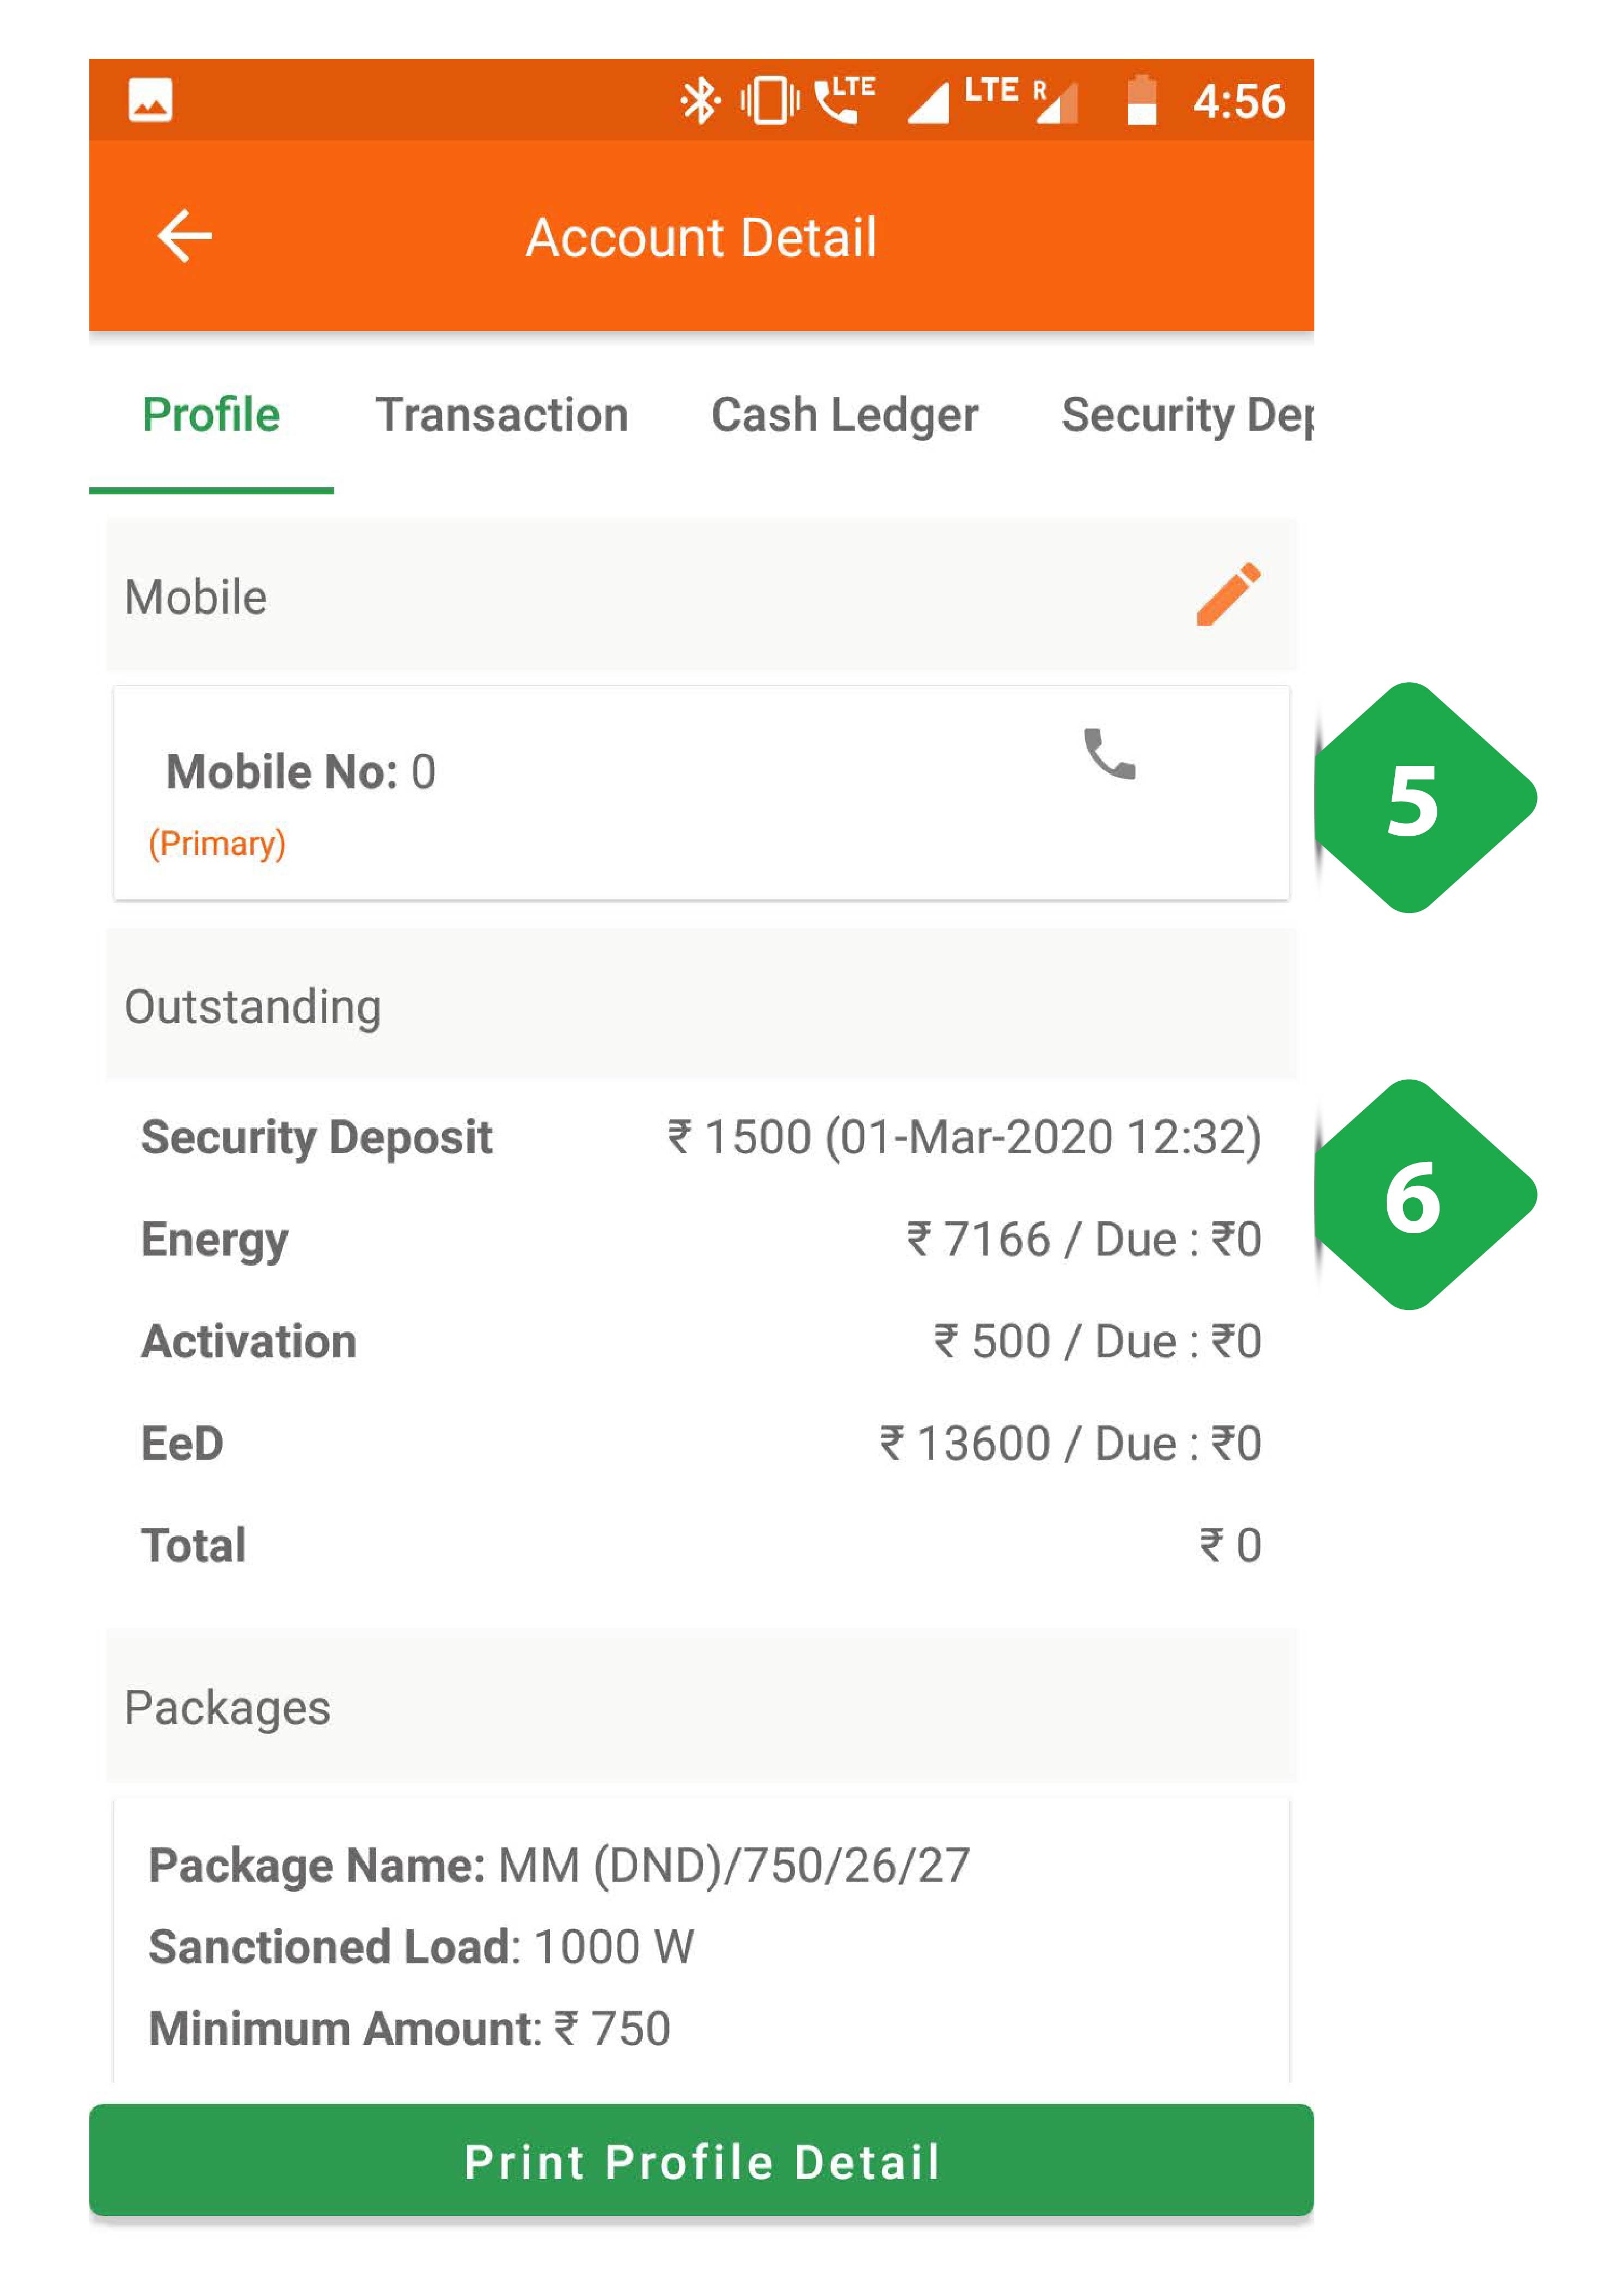 LTE LTE R 4:56
Account Detail
Profile Transaction Cash Ledger Security
Mobile
Mobile No: 0
(Primary)
5
Outstanding
Security Deposit ₹ 1500 (01-Mar-2020 12:32)
6
Energy ₹ 7166 / Due : ₹0
Activation ₹ 500 / Due : ₹0
EeD ₹ 13600 / Due : ₹0
Total ₹ 0
Packages
Package Name: MM (DND)/750/26/27
Sanctioned Load: 1000 W
Minimum Amount: ₹ 750
Print Profile Detail